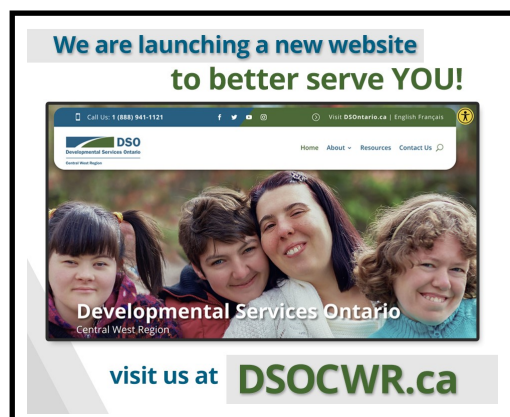 We are launching a new website
to better serve YOU!
Call Us: 1 (888) 941-1121
Visit DSOntario.ca | English Français
DSO
Developmental Services Ontario
Central West Region
Home About Resources Contact Us
Developmental Services Ontario
Central West Region
visit us at DSOCWR.ca